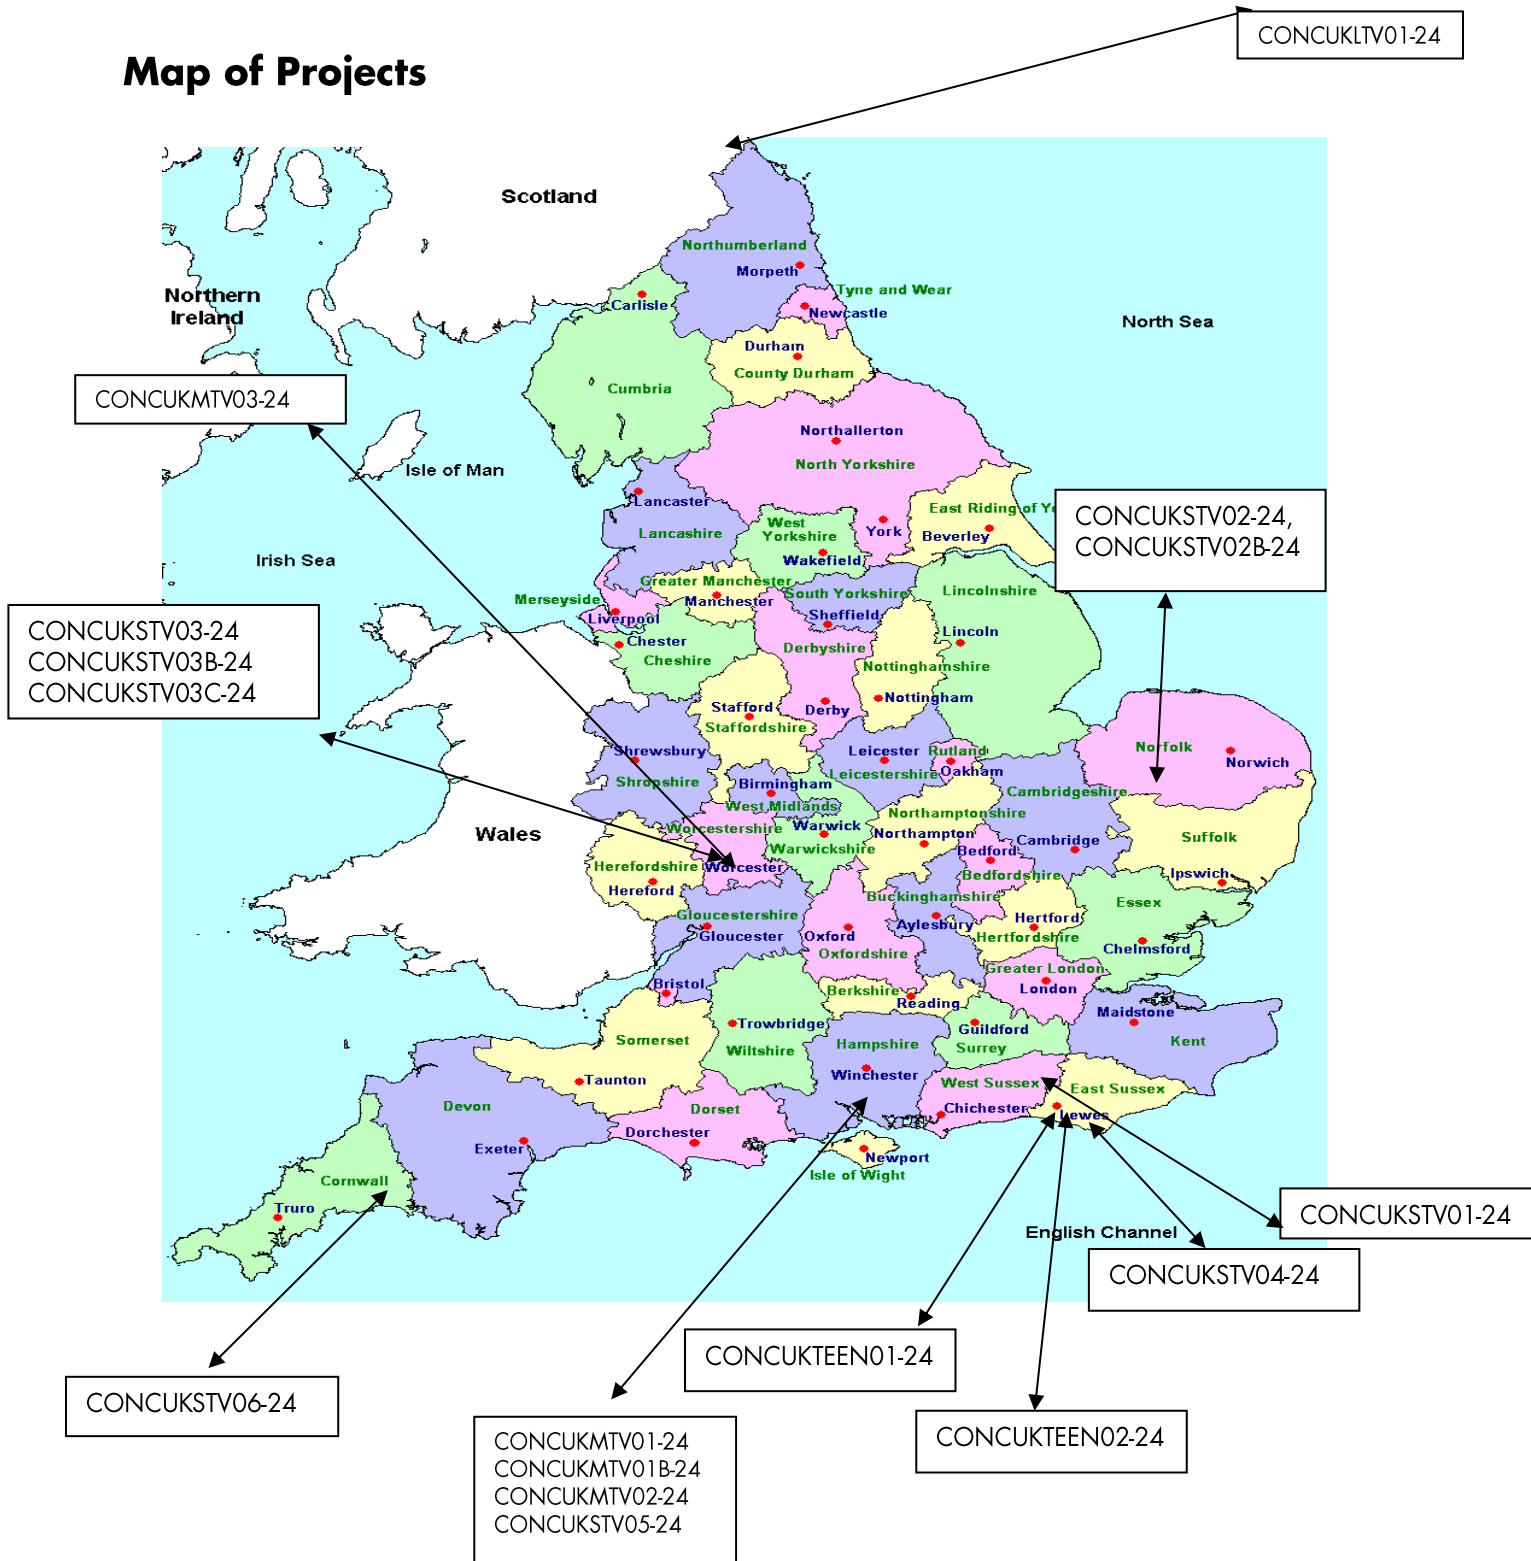 CONCUKLTV01-24
Map of Projects
Scotland
Northumberland
Morpeth
Northern
Ireland
Tyne and Wear
Carlisle
Newcastle
North Sea
Durham
County Durham
Cumbria
CONCUKMTV03-24
Northallerton
North Yorkshire
Isle of Man
Lancaster
Lancashire
East Riding of Yo
CONCUKSTV02-24,
CONCUKSTV02B-24
West
Yorkshire
York
Beverley
Wakefield
Irish Sea
Greater Manchester
Manchester
South Yorkshire
Sheffield
Lincolnshire
Lincoln
Merseyside
Liverpool
CONCUKSTV03-24
CONCUKSTV03B-24
CONCUKSTV03C-24
Chester
Cheshire
Derbyshire
Nottinghamshire
Nottingham
Derby
Stafford
Staffordshire
Shrewsbury
Shropshire
Leicester
Leicestershire
Rutland
Oakham
Norfolk
Norwich
Birmingham
West Midlands
Cambridgeshire
Cambridge
Wales
Worcestershire
Worcester
Warwick
Warwickshire
Northamptonshire
Northampton
Suffolk
Ipswich
Herefordshire
Hereford
Bedford
Bedfordshire
Buckinghamshire
Aylesbury
Gloucestershire
Gloucester
Oxford
Oxfordshire
Hertford
Hertfordshire
Essex
Chelmsford
Greater London
London
Bristol
Berkshire
Reading
Trowbridge
Wiltshire
Somerset
Taunton
Hampshire
Winchester
Guildford
Surrey
Maidstone
Kent
West Sussex
Chichester
East Sussex
Lewes
Devon
Exeter
Dorset
Dorchester
Newport
Isle of Wight
Cornwall
Truro
English Channel
CONCUKSTV01-24
CONCUKSTV04-24
CONCUKTEEN01-24
CONCUKSTV06-24
CONCUKTEEN02-24
CONCUKMTV01-24
CONCUKMTV01B-24
CONCUKMTV02-24
CONCUKSTV05-24